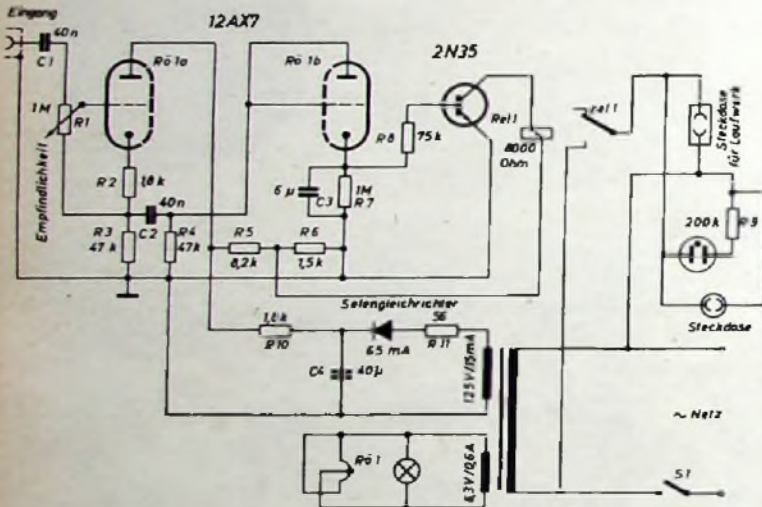 Eingang
40n
C1
12AX7
Rö 1a
Rö 1b
2N35
1M
R1
Empfindlichkeit
R2
1,8k
R8
75k
Rel1
8000
Ohm
rel1
Steckdose
für Laufwerk
40n
C2
R3
47k
R4
47k
6µ
C3
1M
R7
R5
8,2k
R6
1,5k
200k
R9
Steckdose
Selengleichrichter
1,0k
R10
65 mA
56
R11
C4
40µ
125V/15mA
~ Netz
Rö 1
6,3V/0,6A
S1